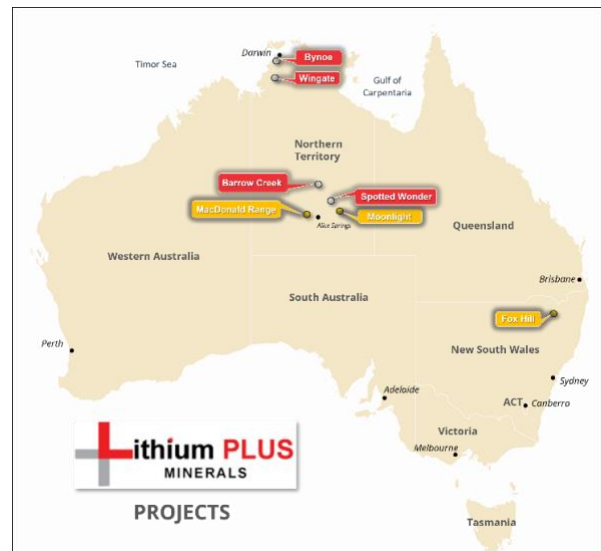 Darwin
Bynoe
Timor Sea
Wingate
Gulf of
Carpentaria
Northern
Territory
Barrow Creek
Spotted Wonder
MacDonald Range
Moonlight
Alice Springs
Queensland
Western Australia
South Australia
Brisbane
Fox Hill
Perth
New South Wales
Sydney
Adelaide
ACT
Canberra
Victoria
Melbourne
Lithium PLUS
MINERALS
PROJECTS
Tasmania